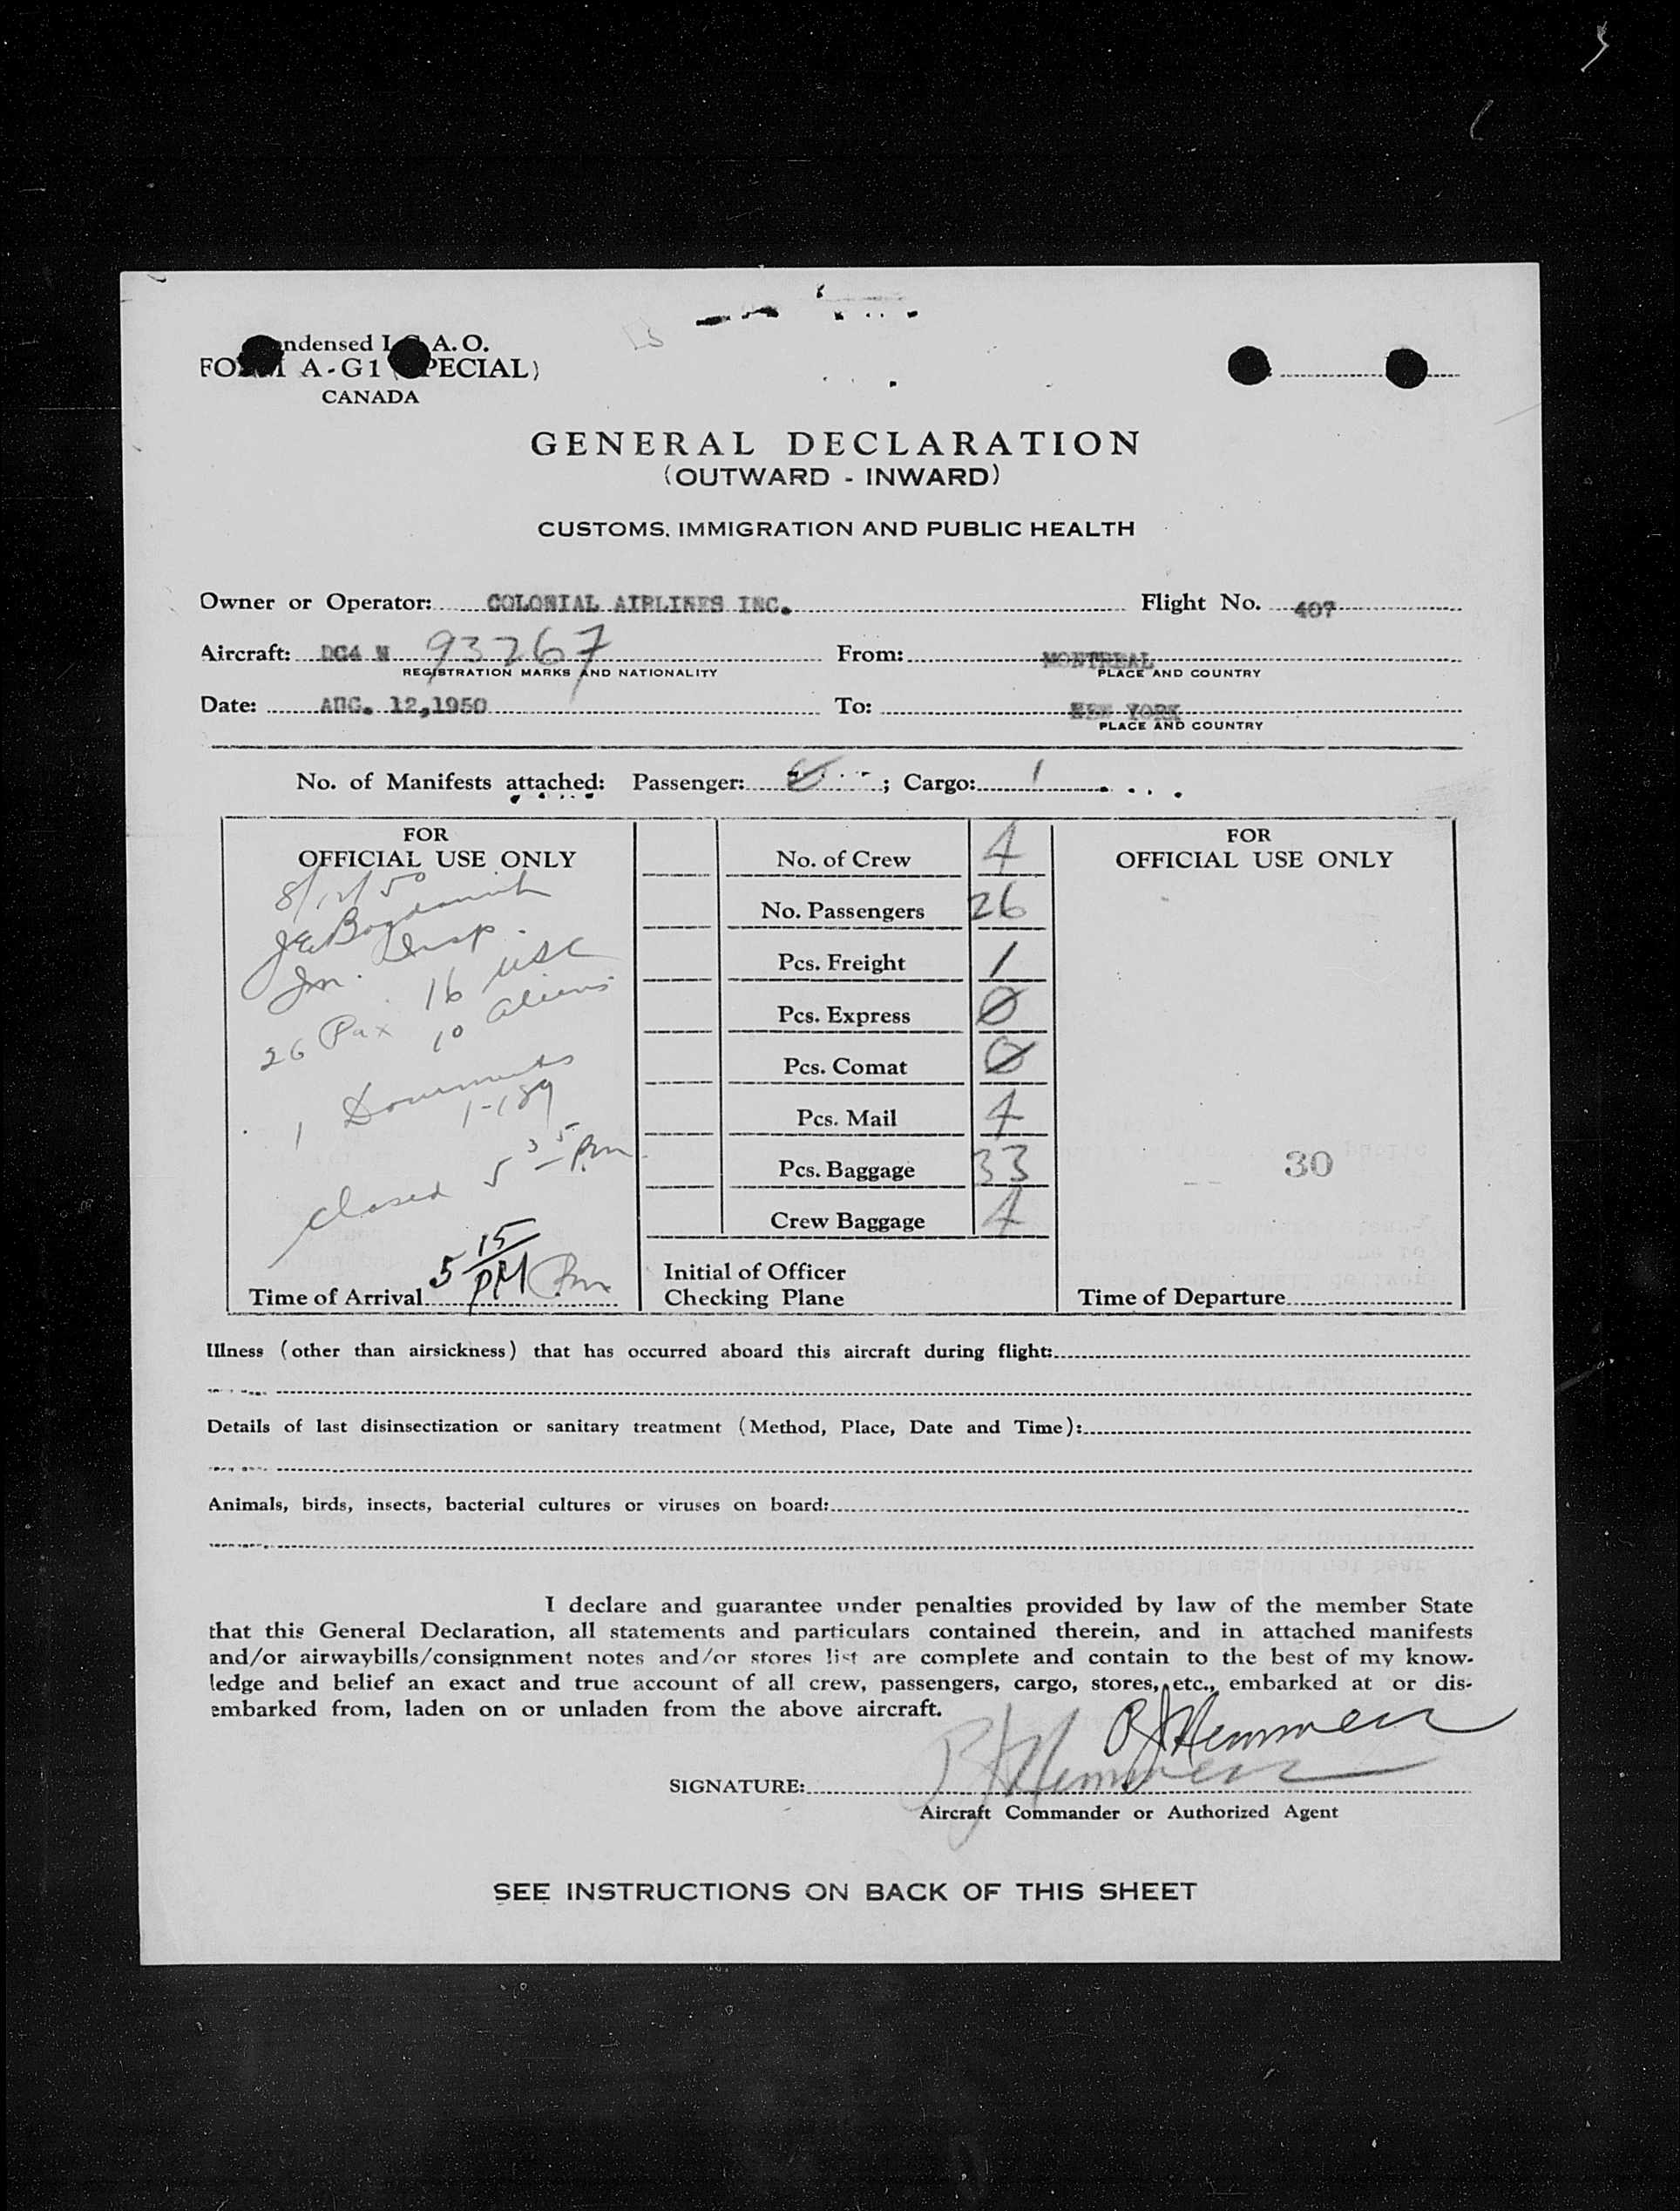 Condensed I.C.A.O.
FORM A-G1 (SPECIAL)
CANADA
GENERAL DECLARATION
(OUTWARD - INWARD)
CUSTOMS, IMMIGRATION AND PUBLIC HEALTH
Owner or Operator: COLONIAL AIRLINES INC. Flight No. 407
Aircraft: DC4 N 93267 From: MONTREAL
REGISTRATION MARKS AND NATIONALITY PLACE AND COUNTRY
Date: AUG. 12,1950 To: NEW YORK
PLACE AND COUNTRY
No. of Manifests attached: Passenger: ; Cargo: 1
FOR
OFFICIAL USE ONLY
8/12/50
Im. Insp.
26 Pax 16 USC
10 aliens
1 Documents
1-189
closed 5 35 Pm
5 15 PM Pm
Time of Arrival
No. of Crew 4
No. Passengers 26
Pcs. Freight 1
Pcs. Express 0
Pcs. Comat 0
Pcs. Mail 4
Pcs. Baggage 33
Crew Baggage 4
Initial of Officer
Checking Plane
FOR
OFFICIAL USE ONLY
30
Time of Departure
Illness (other than airsickness) that has occurred aboard this aircraft during flight:
Details of last disinsectization or sanitary treatment (Method, Place, Date and Time):
Animals, birds, insects, bacterial cultures or viruses on board:
I declare and guarantee under penalties provided by law of the member State
that this General Declaration, all statements and particulars contained therein, and in attached manifests
and/or airwaybills/consignment notes and/or stores list are complete and contain to the best of my know-
ledge and belief an exact and true account of all crew, passengers, cargo, stores, etc., embarked at or dis-
embarked from, laden on or unladen from the above aircraft.
SIGNATURE:
Aircraft Commander or Authorized Agent
SEE INSTRUCTIONS ON BACK OF THIS SHEET